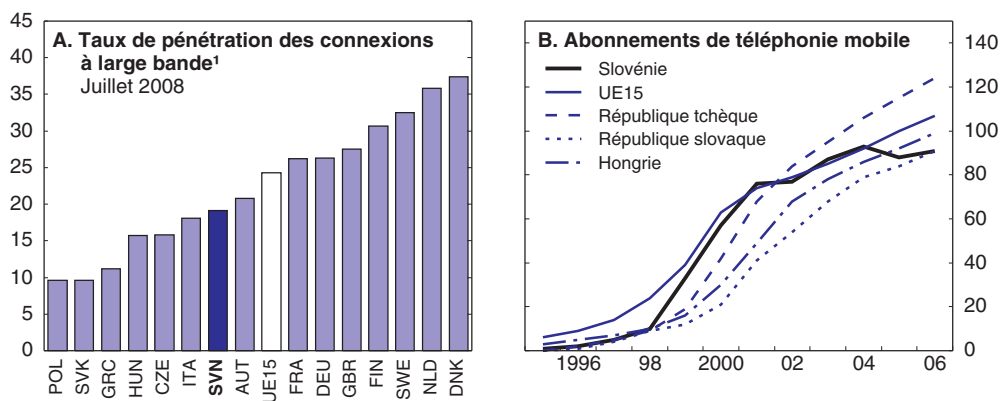 A. Taux de pénétration des connexions
à large bande¹
Juillet 2008
45
40
35
30
25
20
15
10
5
0
POL
SVK
GRC
HUN
CZE
ITA
SVN
AUT
UE15
FRA
DEU
GBR
FIN
SWE
NLD
DNK
B. Abonnements de téléphonie mobile
Slovénie
UE15
République tchèque
République slovaque
Hongrie
140
120
100
80
60
40
20
0
1996
98
2000
02
04
06